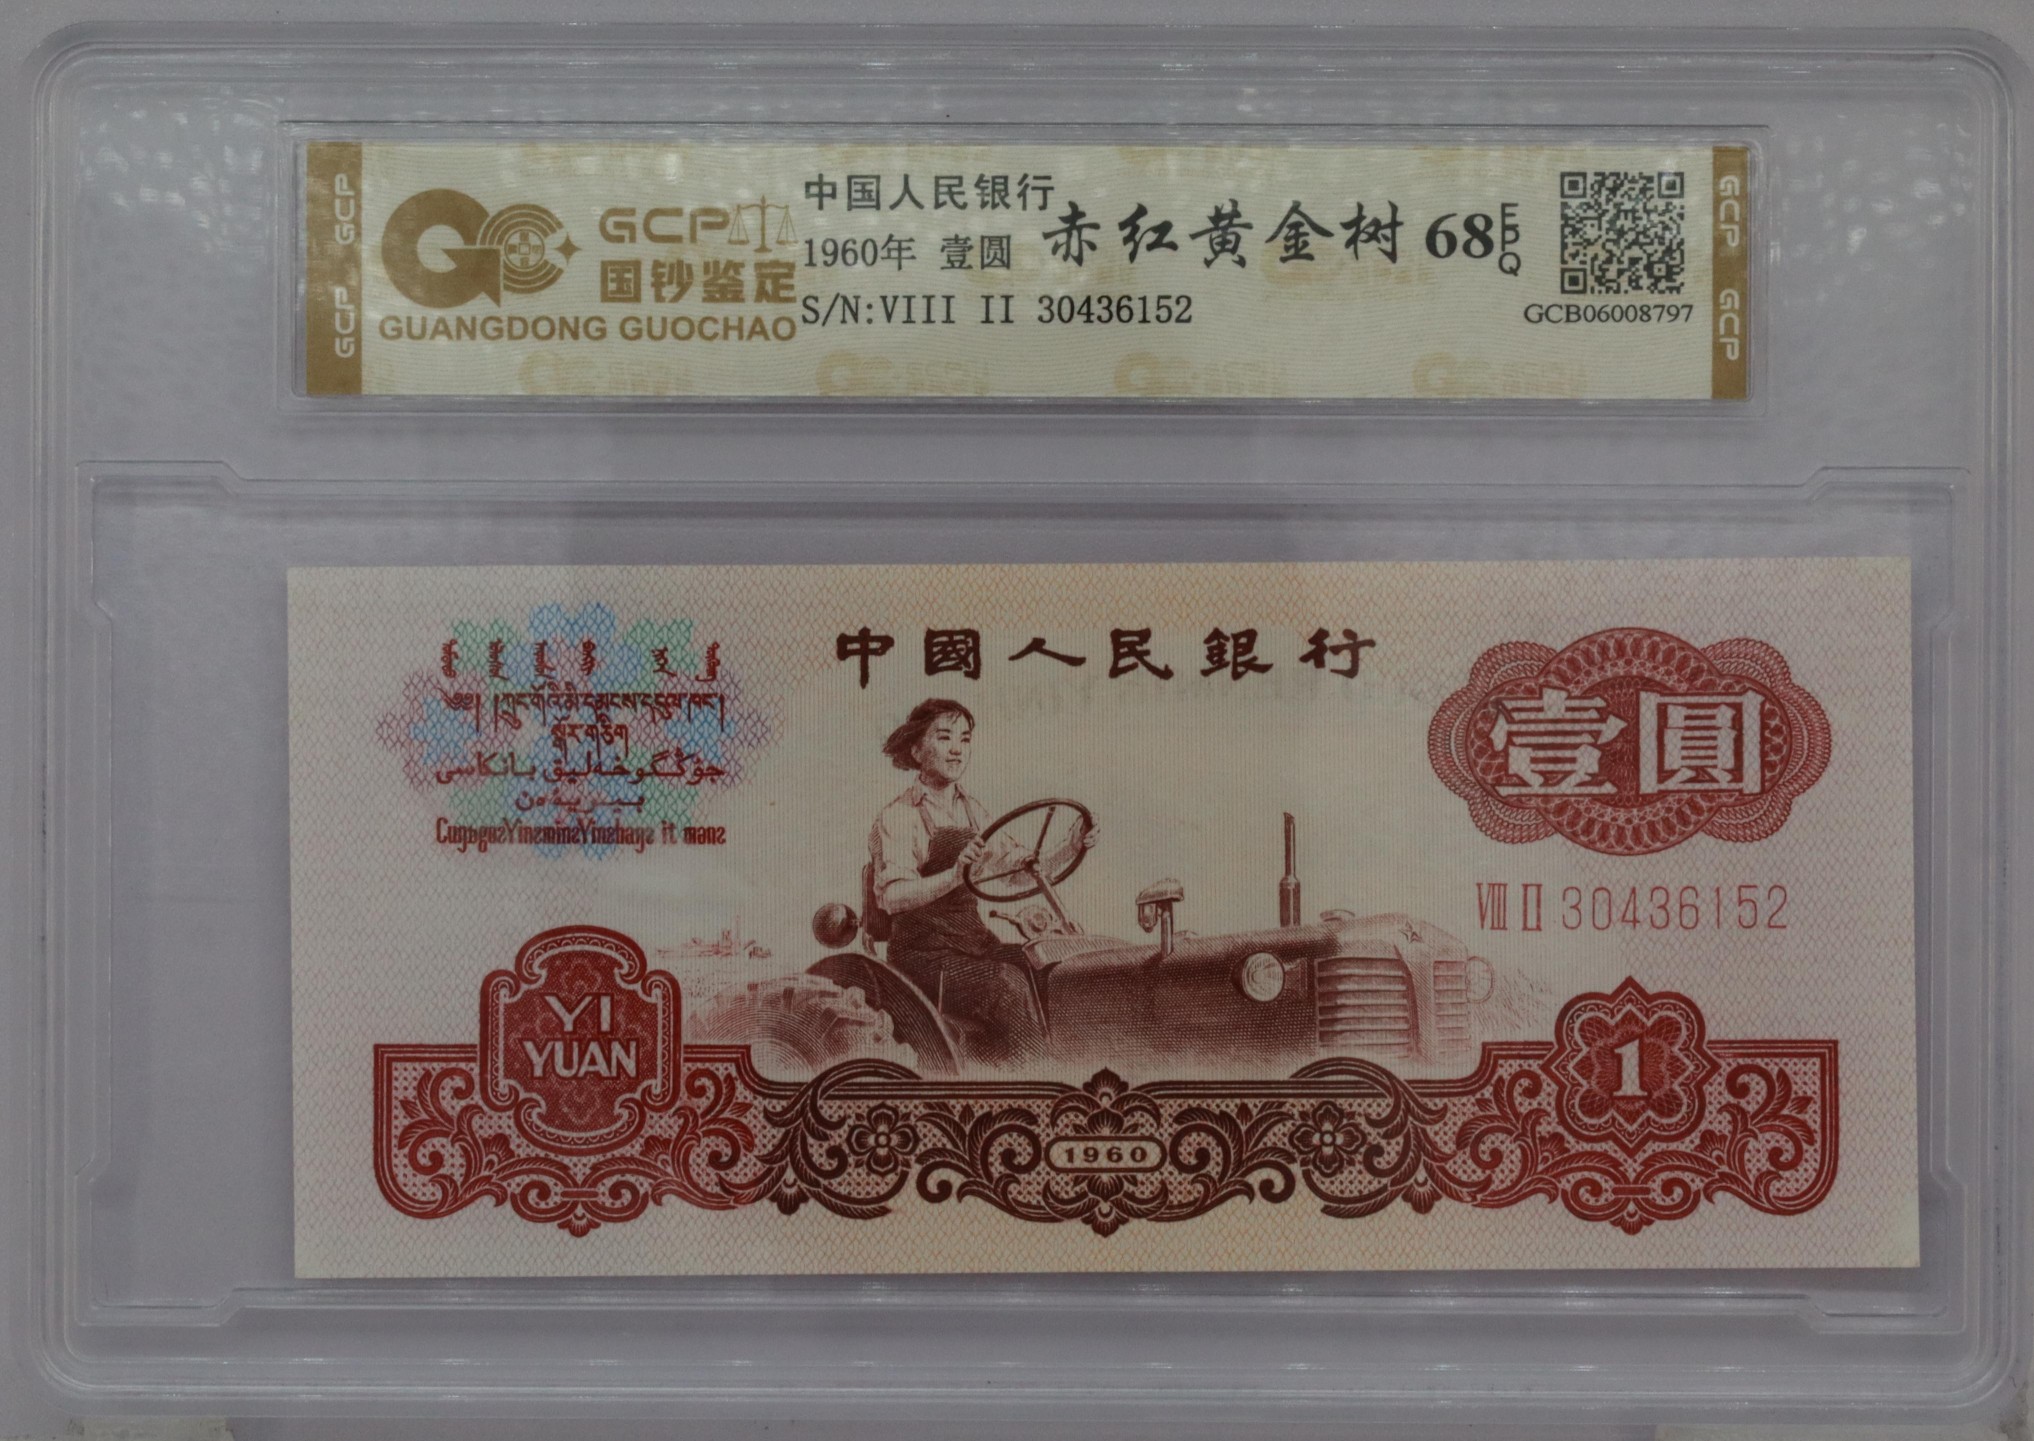 GCP GCP
GCP
国钞鉴定
GUANGDONG GUOCHAO
中国人民银行
1960年 壹圆
赤红黄金树 68 EPQ
S/N:VIII II 30436152
GCB06008797
GCP GCP
中國人民銀行
壹圓
VIII II 30436152
YI
YUAN
1960
1